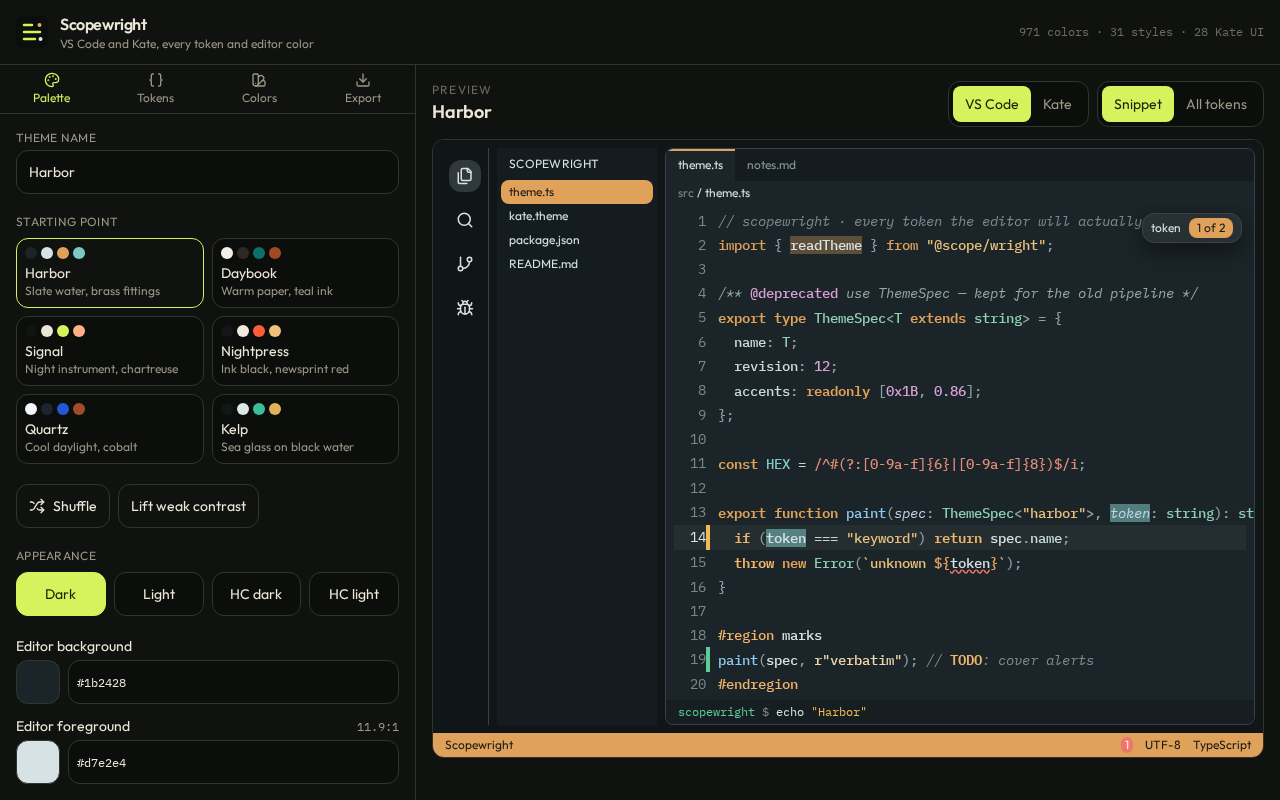 Scopewright
VS Code and Kate, every token and editor color
971 colors · 31 styles · 28 Kate UI
Palette
Tokens
Colors
Export
THEME NAME
Harbor
STARTING POINT
Harbor
Slate water, brass fittings
Daybook
Warm paper, teal ink
Signal
Night instrument, chartreuse
Nightpress
Ink black, newsprint red
Quartz
Cool daylight, cobalt
Kelp
Sea glass on black water
Shuffle
Lift weak contrast
APPEARANCE
Dark
Light
HC dark
HC light
Editor background
#1b2428
Editor foreground
11.9:1
#d7e2e4
PREVIEW
Harbor
VS Code
Kate
Snippet
All tokens
SCOPEWRIGHT
theme.ts
kate.theme
package.json
README.md
theme.ts
notes.md
src / theme.ts
token 1 of 2
1 // scopewright · every token the editor will actually
2 import { readTheme } from "@scope/wright";
3
4 /** @deprecated use ThemeSpec — kept for the old pipeline */
5 export type ThemeSpec<T extends string> = {
6 name: T;
7 revision: 12;
8 accents: readonly [0x1B, 0.86];
9 };
10
11 const HEX = /^#(?:[0-9a-f]{6}|[0-9a-f]{8})$/i;
12
13 export function paint(spec: ThemeSpec<"harbor">, token: string): st
14 if (token === "keyword") return spec.name;
15 throw new Error(`unknown ${token}`);
16 }
17
18 #region marks
19 paint(spec, r"verbatim"); // TODO: cover alerts
20 #endregion
scopewright $ echo "Harbor"
Scopewright
1
UTF-8
TypeScript